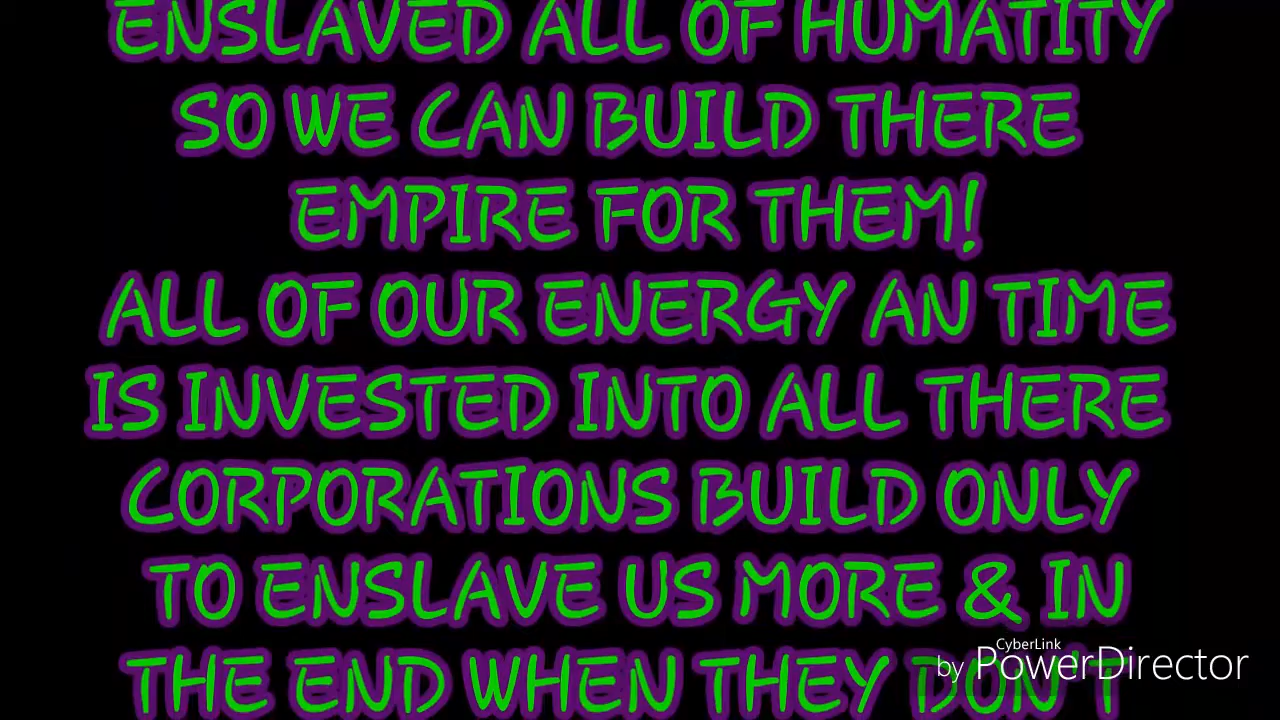 ENSLAVED ALL OF HUMATITY
SO WE CAN BUILD THERE
EMPIRE FOR THEM!
ALL OF OUR ENERGY AN TIME
IS INVESTED INTO ALL THERE
CORPORATIONS BUILD ONLY
TO ENSLAVE US MORE & IN
THE END WHEN THEY DON'T
CyberLink
by PowerDirector